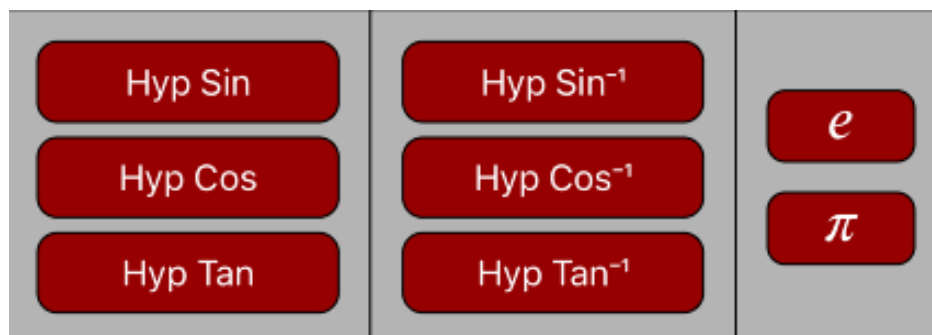 Hyp Sin
Hyp Cos
Hyp Tan
Hyp Sin⁻¹
Hyp Cos⁻¹
Hyp Tan⁻¹
e
π